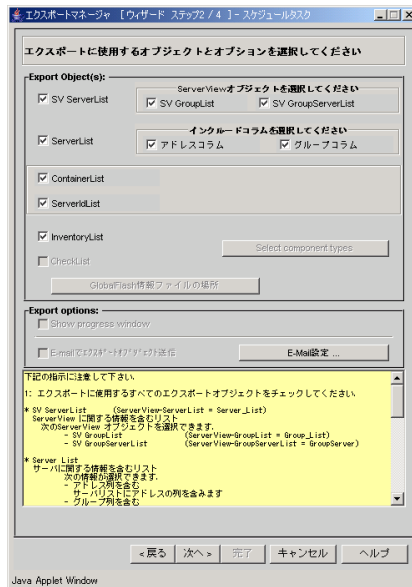 エクスポートマネージャ [ウィザード ステップ2 / 4 ] - スケジュールタスク
エクスポートに使用するオブジェクトとオプションを選択してください
Export Object(s):
ServerViewオブジェクトを選択してください
SV ServerList
SV GroupList
SV GroupServerList
インクルードコラムを選択してください
ServerList
アドレスコラム
グループコラム
ContainerList
ServerIdList
InventoryList
Select component types
CheckList
GlobalFlash情報ファイルの場所
Export options:
Show progress window
E-mailでエクスポートオブジェクト送信
E-Mail設定 ...
下記の指示に注意して下さい.
1: エクスポートに使用するすべてのエクスポートオブジェクトをチェックしてください.
* SV ServerList (ServerView-ServerList = Server_List)
ServerView に関する情報を含むリスト
次のServerView オブジェクトを選択できます.
- SV GroupList (ServerView-GroupList = Group_List)
- SV GroupServerList (ServerView-GroupServerList = GroupServer)
* Server List
サーバに関する情報を含むリスト
次の情報が選択できます.
- アドレス列を含む
サーバリストにアドレスの列を含みます
- グループ列を含む
<戻る
次へ>
完了
キャンセル
ヘルプ
Java Applet Window